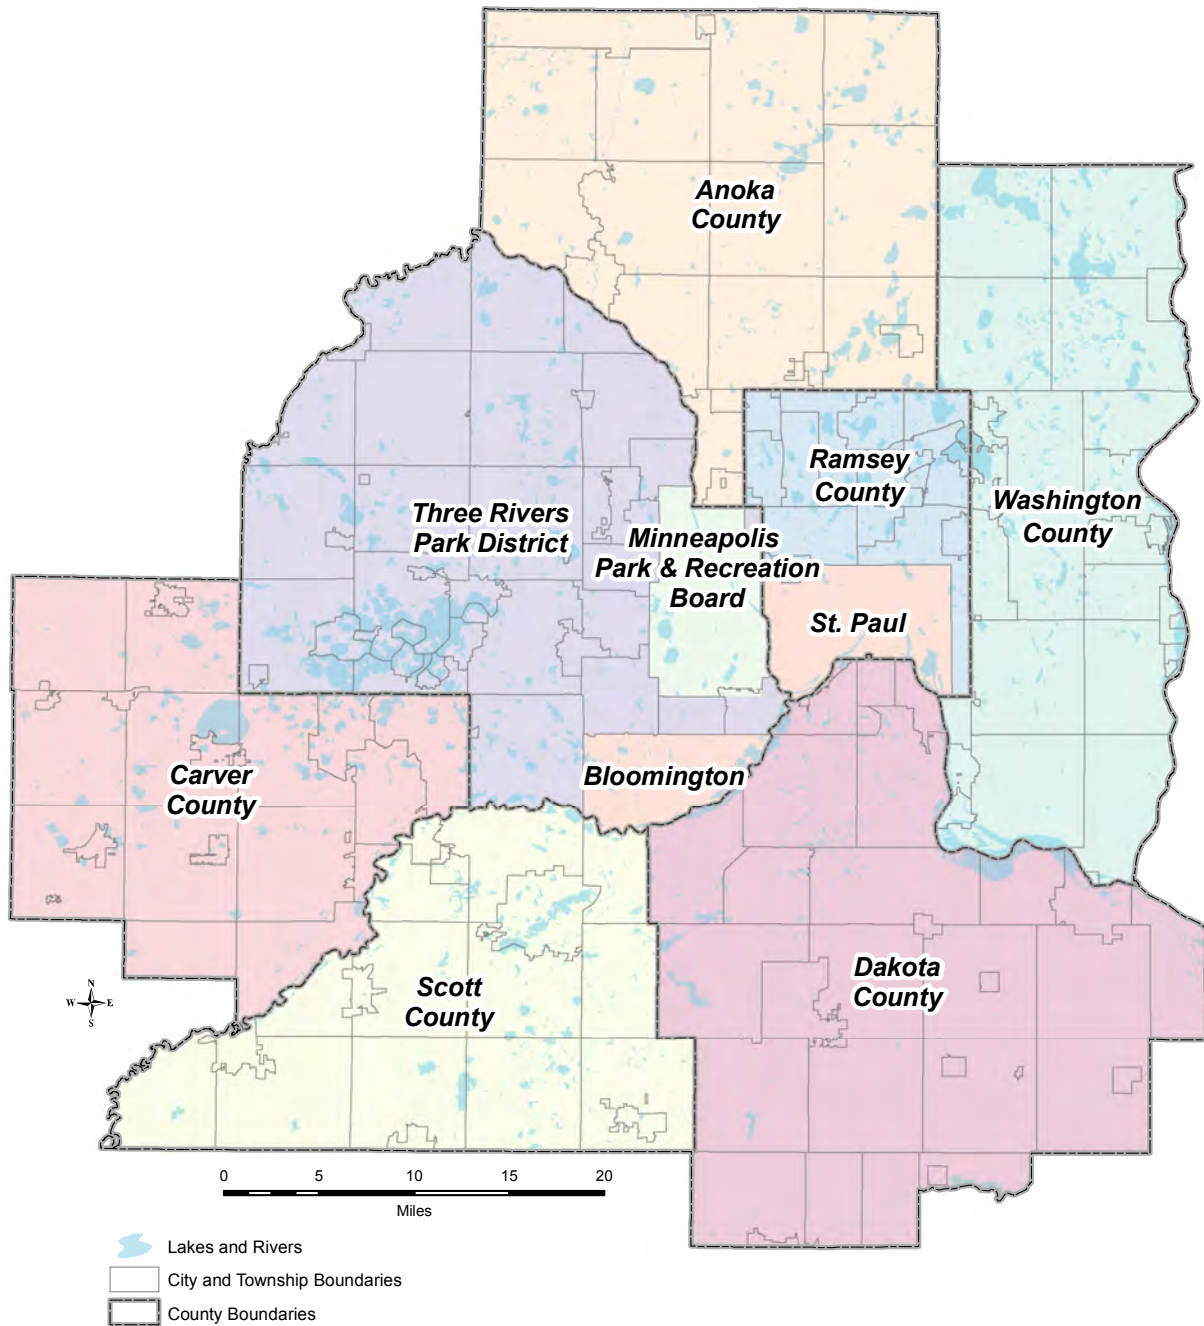 Anoka
County
Ramsey
County
Washington
County
Three Rivers
Park District
Minneapolis
Park & Recreation
Board
St. Paul
Carver
County
Bloomington
Scott
County
Dakota
County
N
W E
S
0 5 10 15 20
Miles
Lakes and Rivers
City and Township Boundaries
County Boundaries